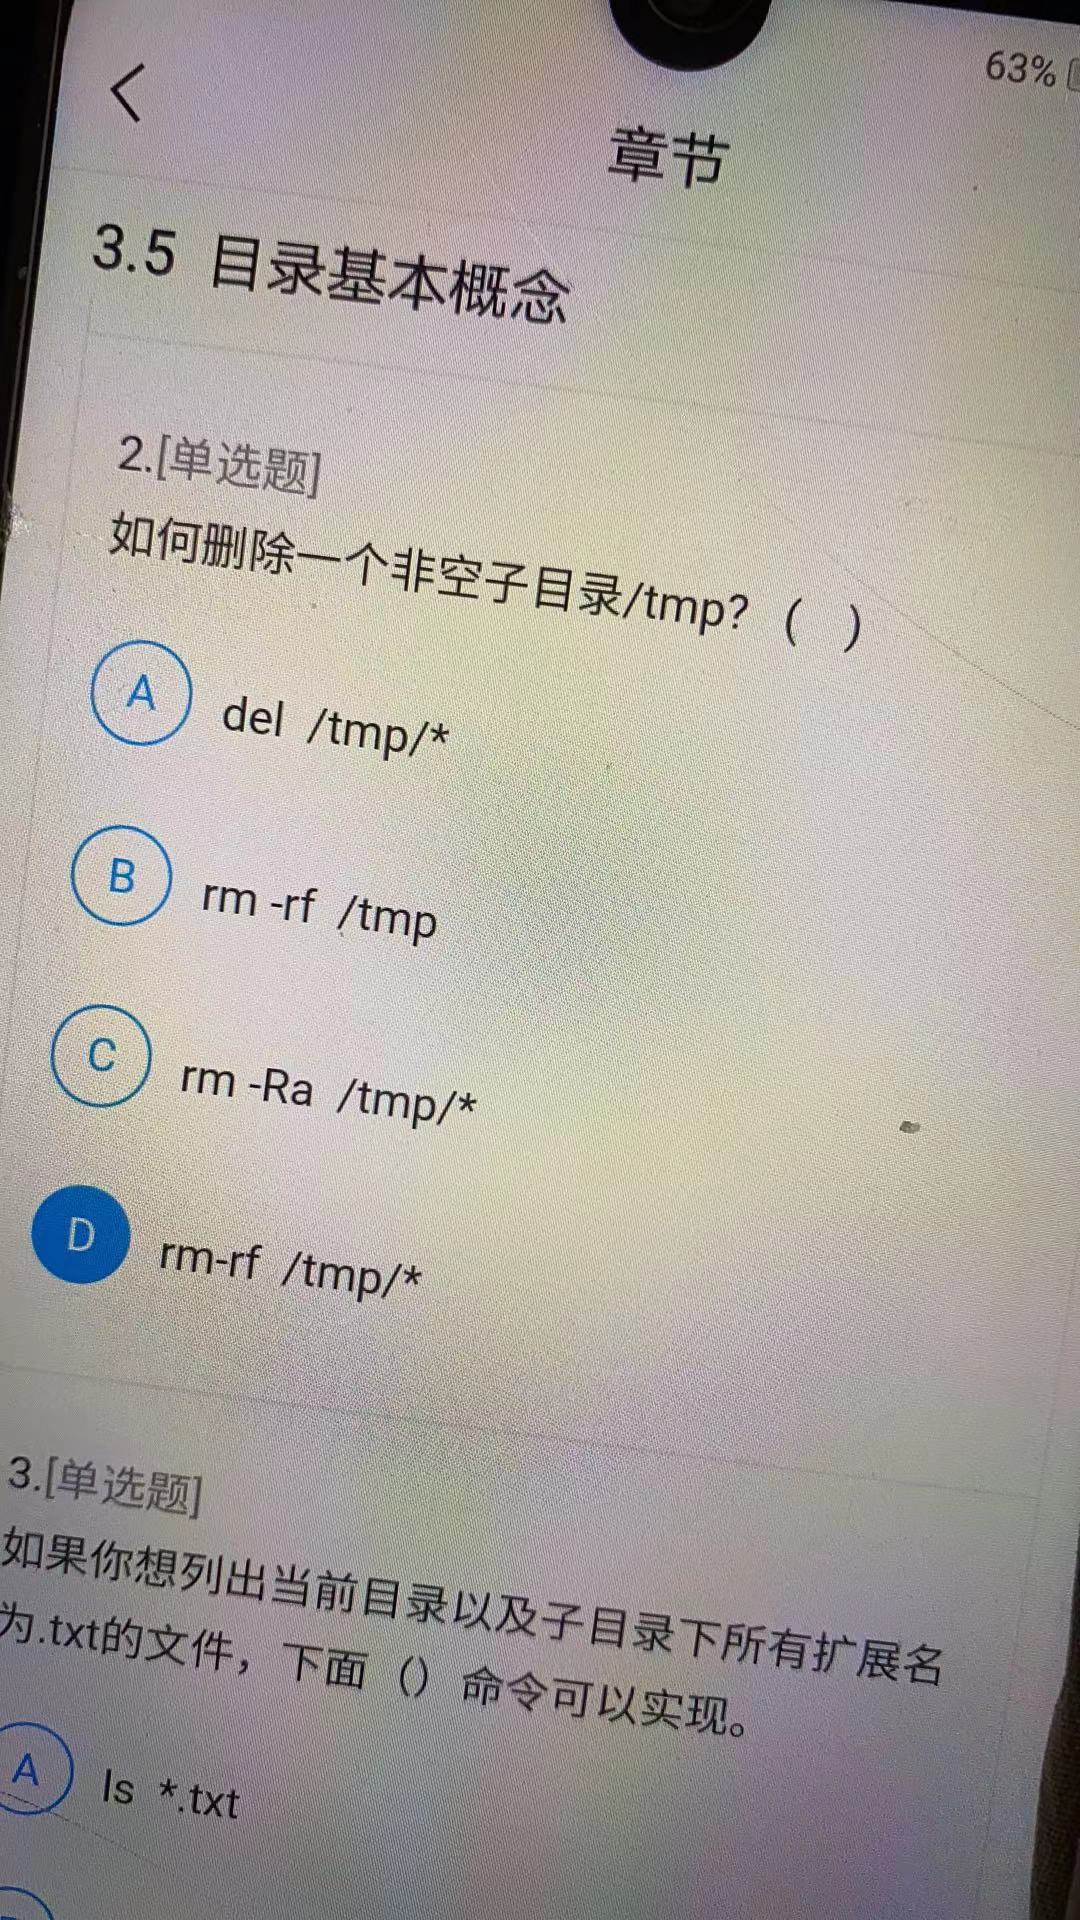 63%
章节
3.5 目录基本概念
2.[单选题]
如何删除一个非空子目录/tmp? ( )
A del /tmp/*
B rm -rf /tmp
C rm -Ra /tmp/*
D rm-rf /tmp/*
3.[单选题]
如果你想列出当前目录以及子目录下所有扩展名
为.txt的文件，下面（）命令可以实现。
A ls *.txt